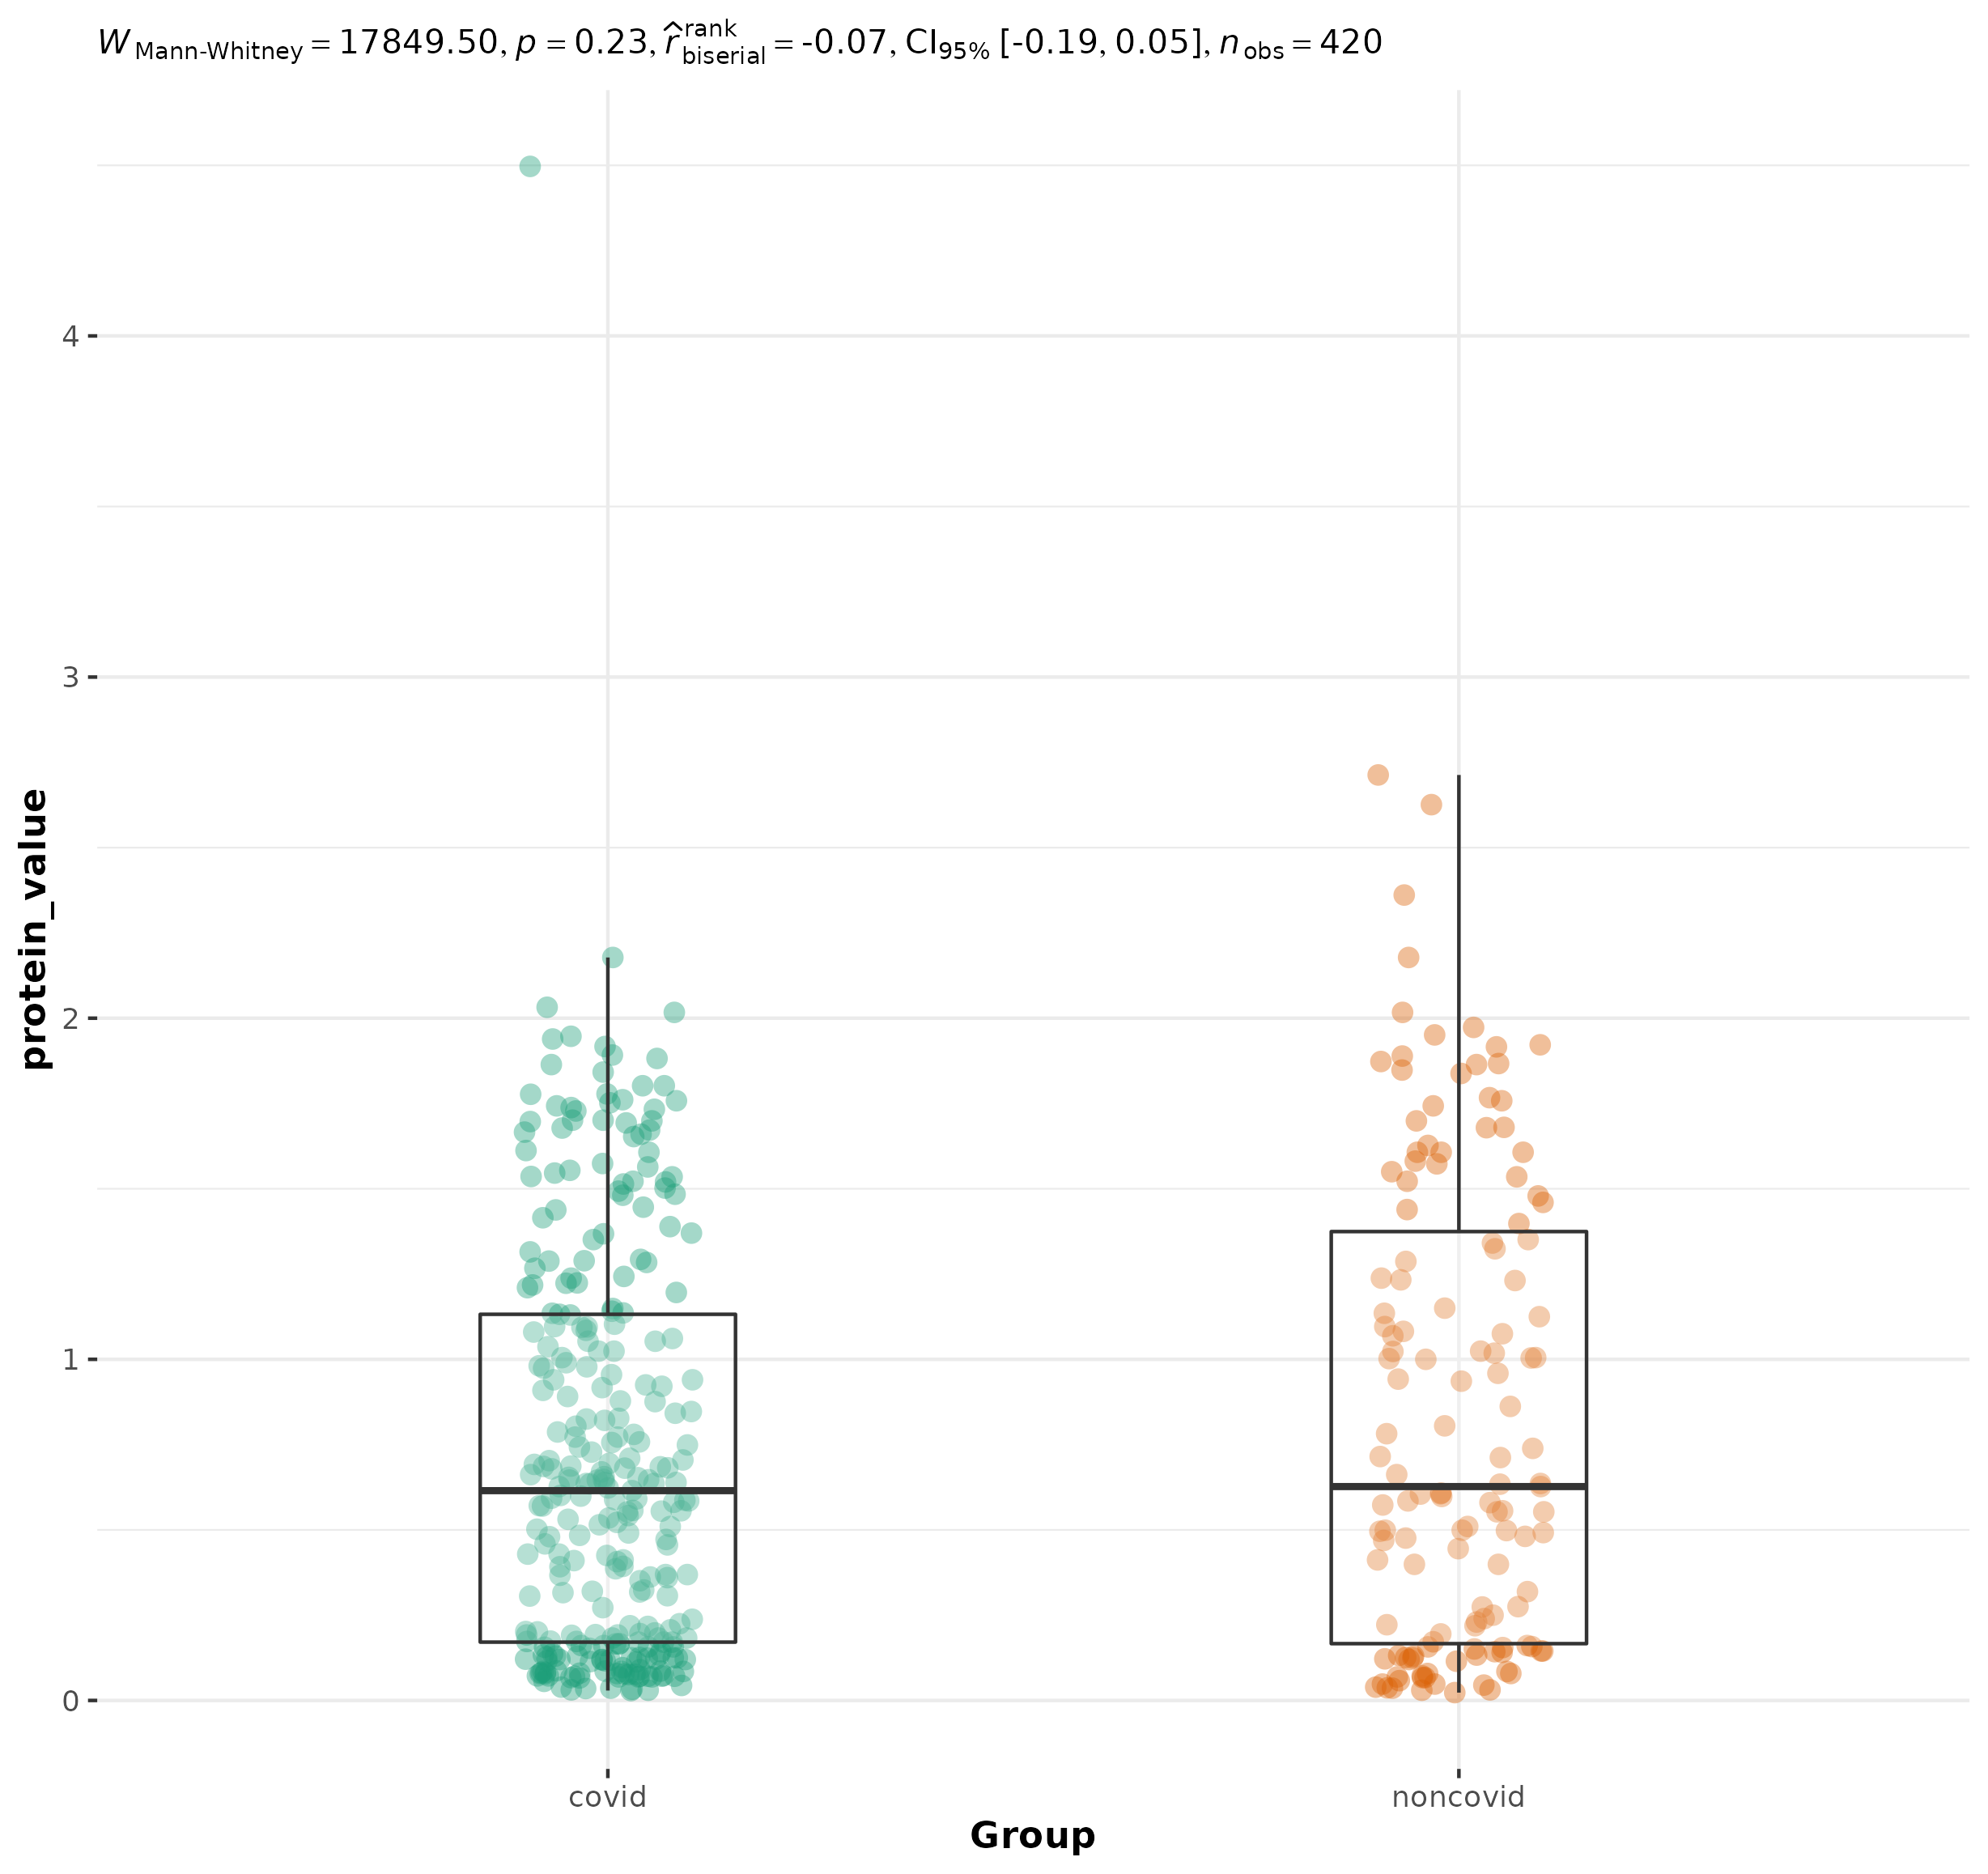 W Mann-Whitney = 17849.50, p = 0.23, r̂ rank biserial = -0.07, CI95% [-0.19, 0.05], n obs = 420
protein_value
4
3
2
1
0
covid noncovid
Group